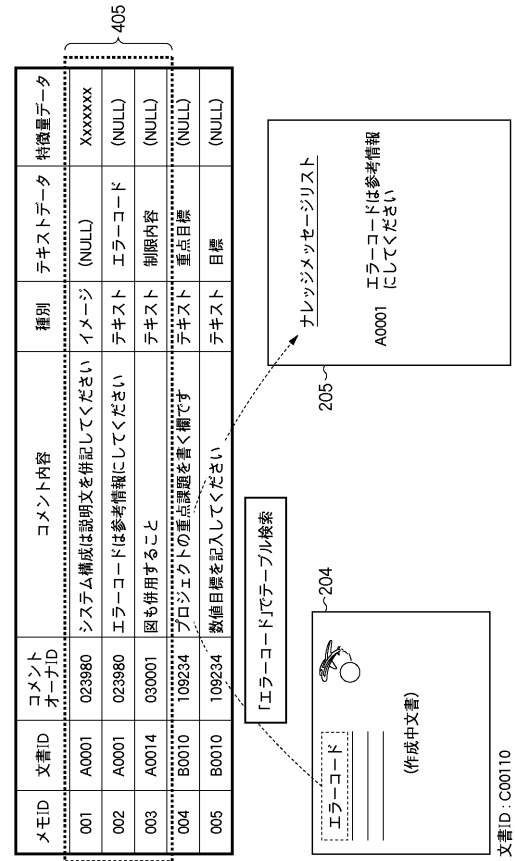 405
メモID 文書ID コメントオーナID コメント内容 種別 テキストデータ 特徴量データ
001 A0001 023980 システム構成は説明文を併記してください イメージ (NULL) Xxxxxxx
002 A0001 023980 エラーコードは参考情報にしてください テキスト エラーコード (NULL)
003 A0014 030001 図も併用すること テキスト 制限内容 (NULL)
004 B0010 109234 プロジェクトの重点課題を書く欄です テキスト 重点目標 (NULL)
005 B0010 109234 数値目標を記入してください テキスト 目標 (NULL)
「エラーコード」でテーブル検索
204
エラーコード
(作成中文書)
文書ID : C00110
205
ナレッジメッセージリスト
A0001 エラーコードは参考情報
にしてください